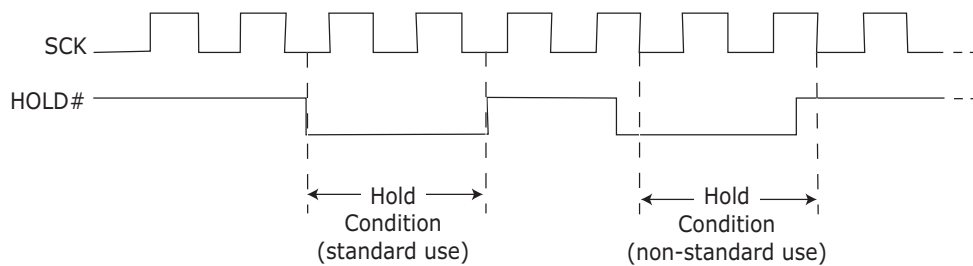 SCK
HOLD#
Hold
Condition
(standard use)
Hold
Condition
(non-standard use)